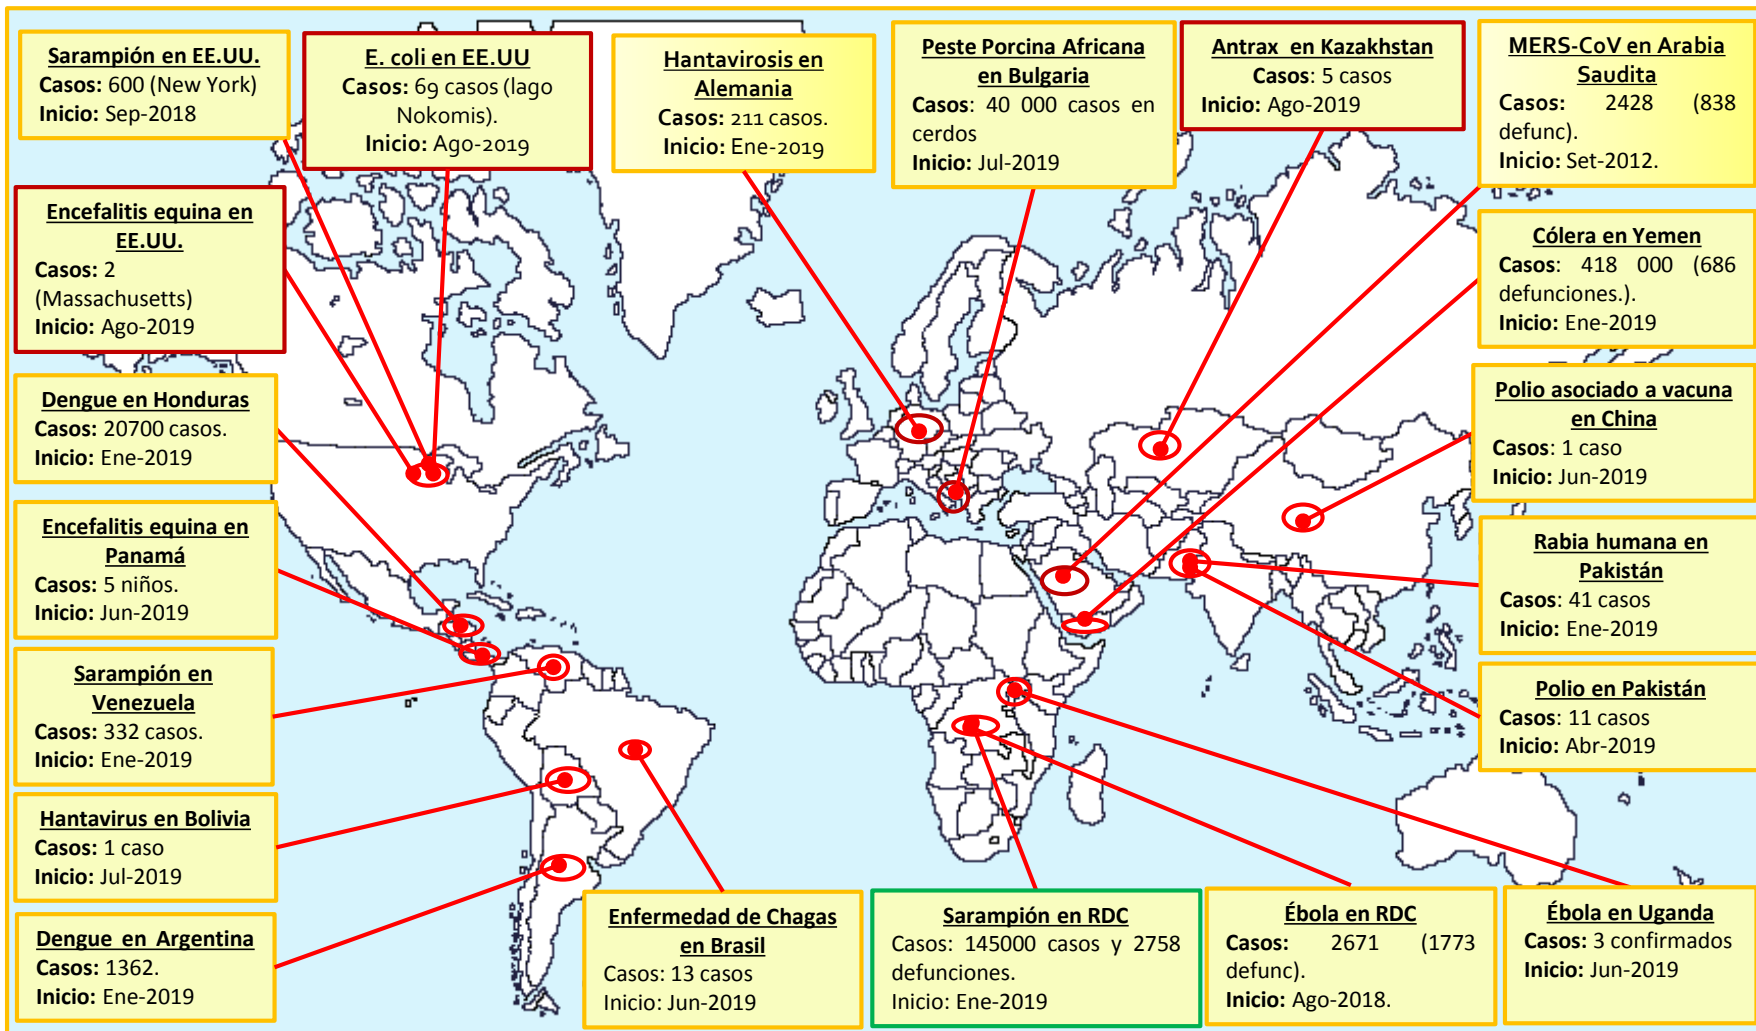 Sarampión en EE.UU.
Casos: 600 (New York)
Inicio: Sep-2018
E. coli en EE.UU
Casos: 69 casos (lago
Nokomis).
Inicio: Ago-2019
Hantavirosis en
Alemania
Casos: 211 casos.
Inicio: Ene-2019
Peste Porcina Africana
en Bulgaria
Casos: 40 000 casos en
cerdos
Inicio: Jul-2019
Antrax en Kazakhstan
Casos: 5 casos
Inicio: Ago-2019
MERS-CoV en Arabia
Saudita
Casos: 2428 (838
defunc).
Inicio: Set-2012.
Encefalitis equina en
EE.UU.
Casos: 2
(Massachusetts)
Inicio: Ago-2019
Cólera en Yemen
Casos: 418 000 (686
defunciones.).
Inicio: Ene-2019
Dengue en Honduras
Casos: 20700 casos.
Inicio: Ene-2019
Polio asociado a vacuna
en China
Casos: 1 caso
Inicio: Jun-2019
Encefalitis equina en
Panamá
Casos: 5 niños.
Inicio: Jun-2019
Rabia humana en
Pakistán
Casos: 41 casos
Inicio: Ene-2019
Sarampión en
Venezuela
Casos: 332 casos.
Inicio: Ene-2019
Polio en Pakistán
Casos: 11 casos
Inicio: Abr-2019
Hantavirus en Bolivia
Casos: 1 caso
Inicio: Jul-2019
Dengue en Argentina
Casos: 1362.
Inicio: Ene-2019
Enfermedad de Chagas
en Brasil
Casos: 13 casos
Inicio: Jun-2019
Sarampión en RDC
Casos: 145000 casos y 2758
defunciones.
Inicio: Ene-2019
Ébola en RDC
Casos: 2671 (1773
defunc).
Inicio: Ago-2018.
Ébola en Uganda
Casos: 3 confirmados
Inicio: Jun-2019